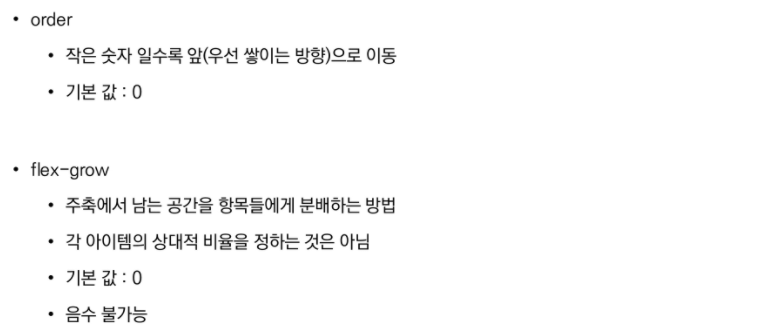 • order
• 작은 숫자 일수록 앞(우선 쌓이는 방향)으로 이동
• 기본 값 : 0
• flex-grow
• 주축에서 남는 공간을 항목들에게 분배하는 방법
• 각 아이템의 상대적 비율을 정하는 것은 아님
• 기본 값 : 0
• 음수 불가능